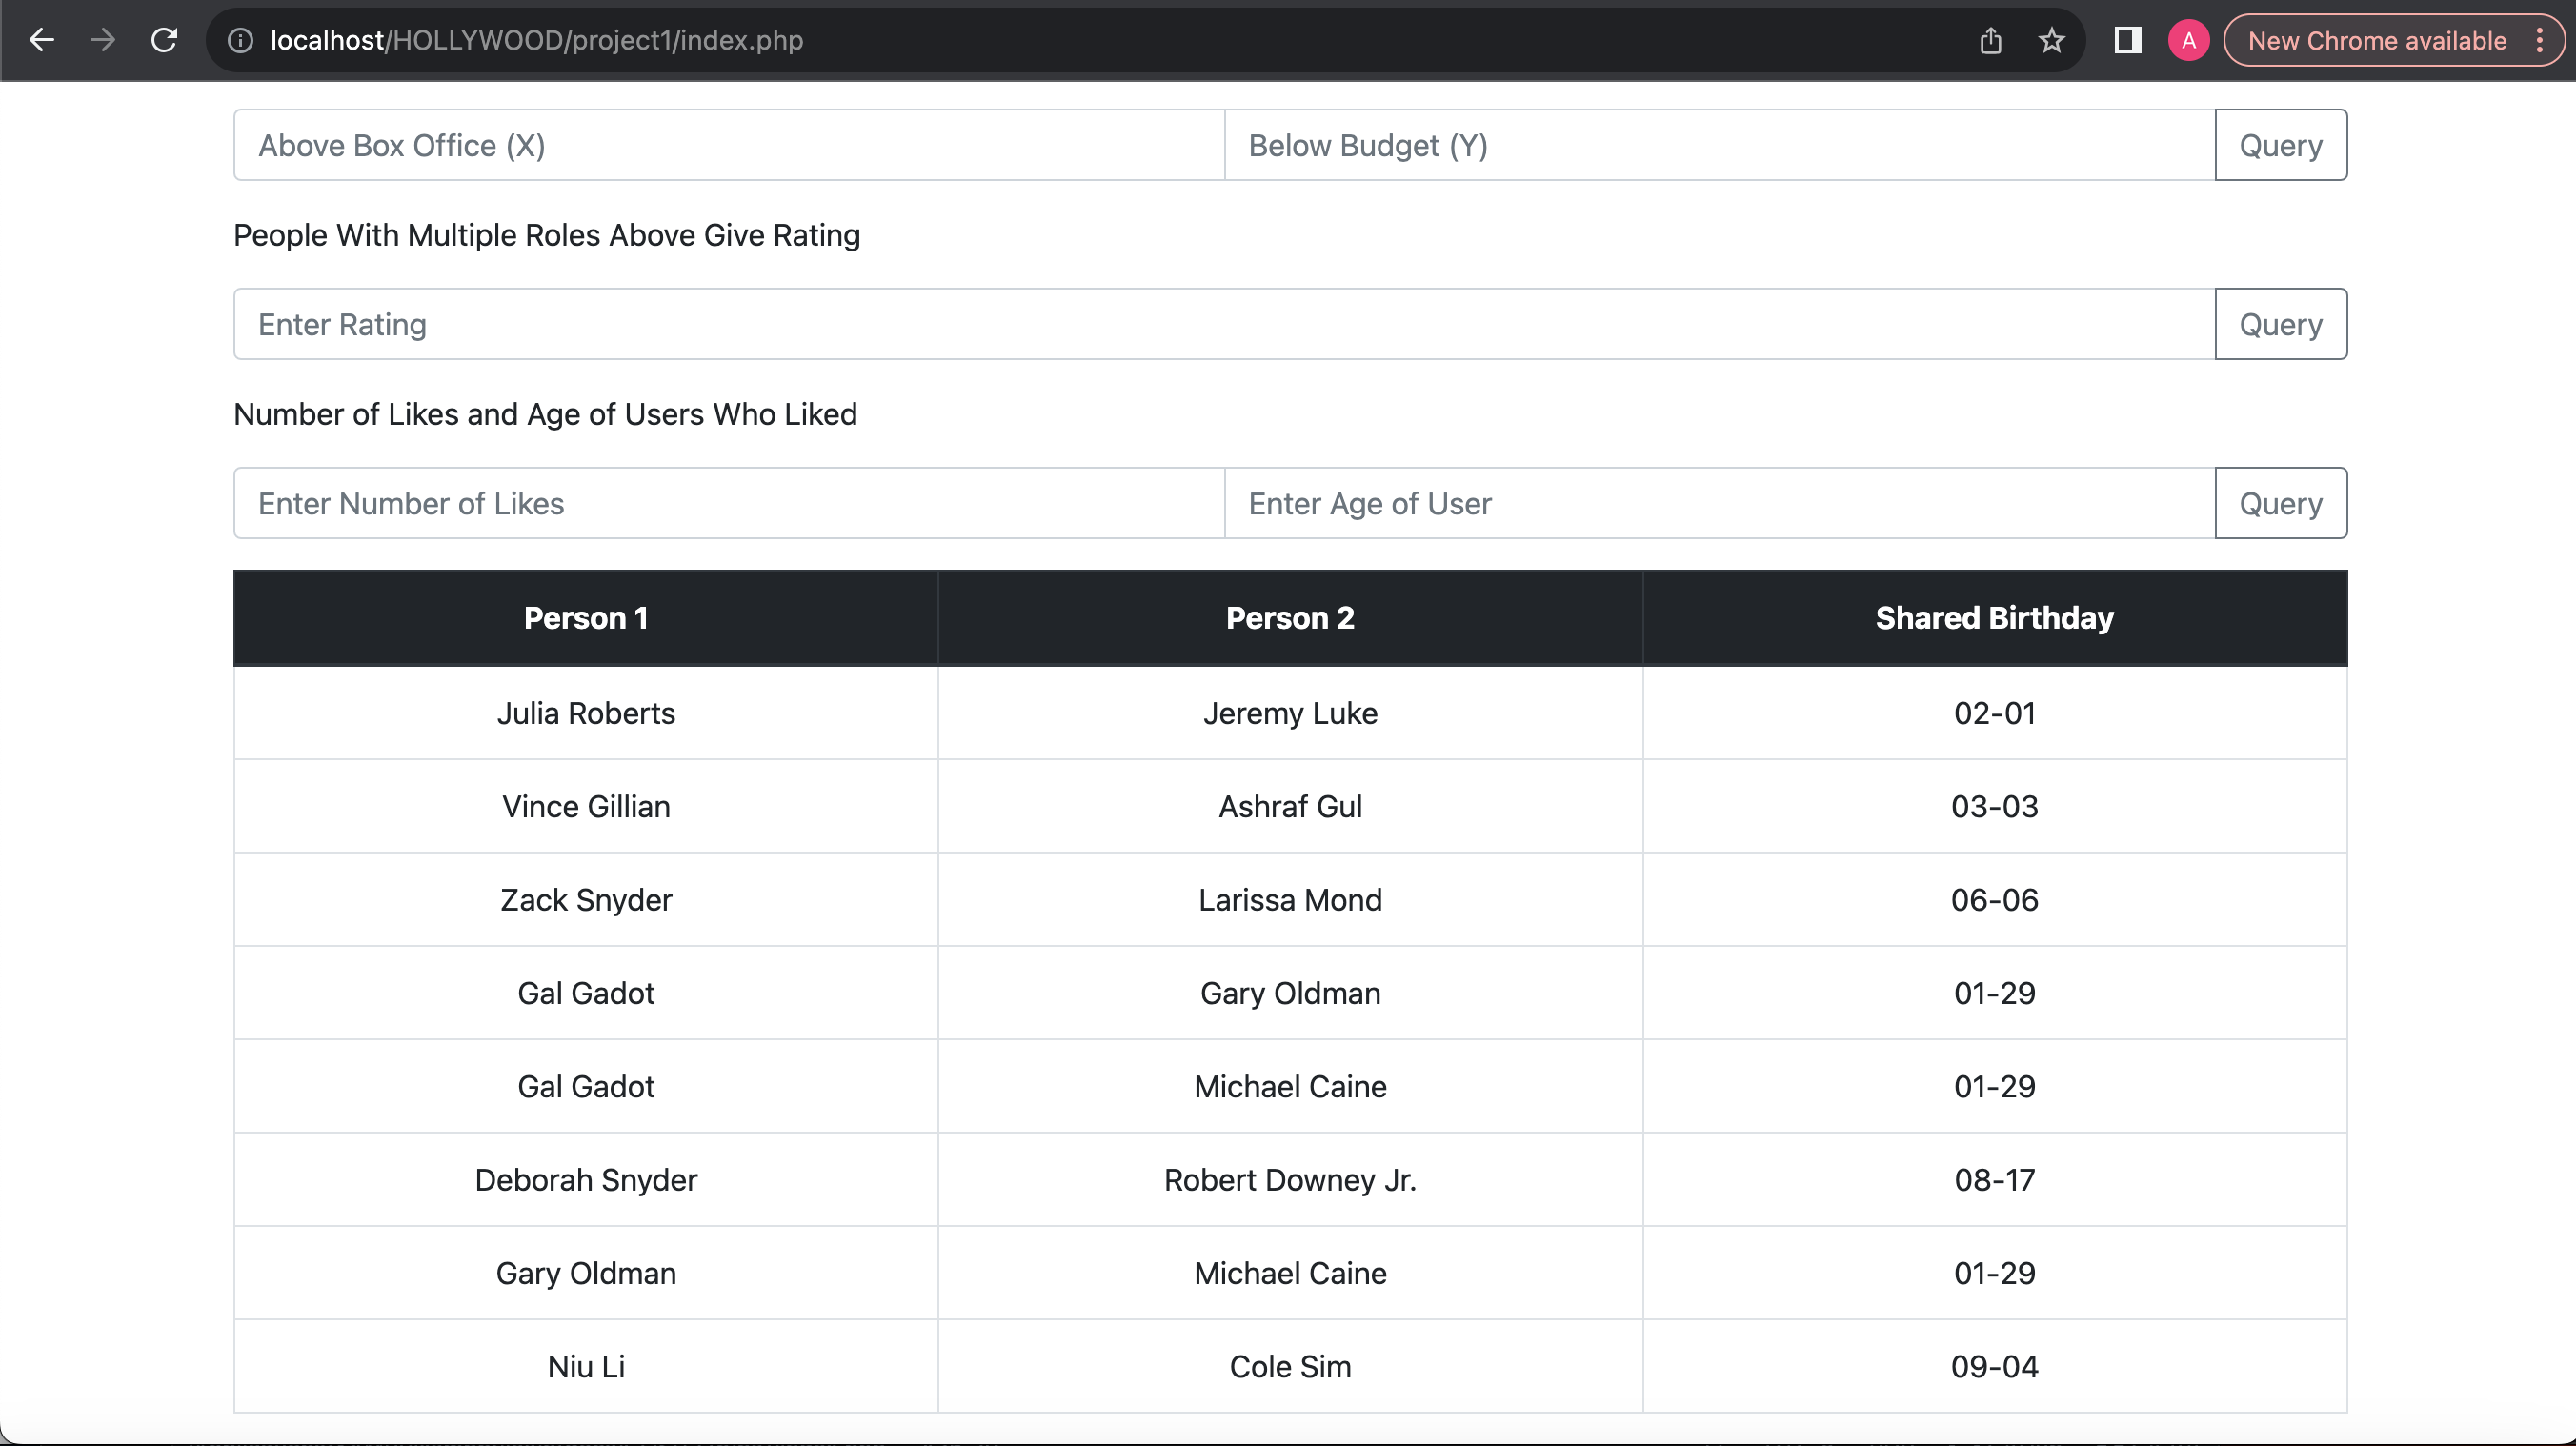 localhost/HOLLYWOOD/project1/index.php A New Chrome available
Above Box Office (X) Below Budget (Y) Query
People With Multiple Roles Above Give Rating
Enter Rating Query
Number of Likes and Age of Users Who Liked
Enter Number of Likes Enter Age of User Query
Person 1 Person 2 Shared Birthday
Julia Roberts Jeremy Luke 02-01
Vince Gillian Ashraf Gul 03-03
Zack Snyder Larissa Mond 06-06
Gal Gadot Gary Oldman 01-29
Gal Gadot Michael Caine 01-29
Deborah Snyder Robert Downey Jr. 08-17
Gary Oldman Michael Caine 01-29
Niu Li Cole Sim 09-04